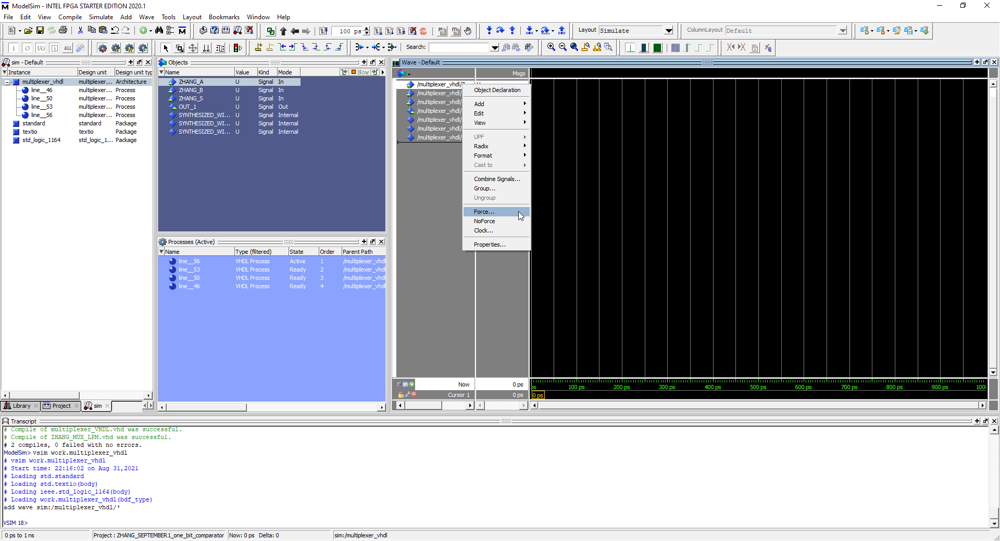 ModelSim - INTEL FPGA STARTER EDITION 2020.1
File Edit View Compile Simulate Add Wave Tools Layout Bookmarks Window Help
100 ps
Layout Simulate
ColumnLayout Default
ALL
Search:
sim - Default
Instance Design unit Design unit typ
multiplexer_vhdl multiplexer... Architecture
line__46 multiplexer... Process
line__50 multiplexer... Process
line__53 multiplexer... Process
line__56 multiplexer... Process
standard standard Package
textio textio Package
std_logic_1164 std_logic_1... Package
Library Project sim
Objects
Name Value Kind Mode Now
ZHANG_A U Signal In
ZHANG_B U Signal In
ZHANG_S U Signal In
OUT_1 U Signal Out
SYNTHESIZED_WI... U Signal Internal
SYNTHESIZED_WI... U Signal Internal
SYNTHESIZED_WI... U Signal Internal
Processes (Active)
Name Type (filtered) State Order Parent Path
line__56 VHDL Process Active 1 /multiplexer_vhdl
line__53 VHDL Process Ready 2 /multiplexer_vhdl
line__50 VHDL Process Ready 3 /multiplexer_vhdl
line__46 VHDL Process Ready 4 /multiplexer_vhdl
Wave - Default
Msgs
/multiplexer_vhdl/
/multiplexer_vhdl/
/multiplexer_vhdl/
/multiplexer_vhdl/
/multiplexer_vhdl/
/multiplexer_vhdl/
/multiplexer_vhdl/
Object Declaration
Add
Edit
View
UPF
Radix
Format
Cast to
Combine Signals...
Group...
Ungroup
Force...
NoForce
Clock...
Properties...
Now 0 ps
Cursor 1 0 ps
ps 100 ps 200 ps 300 ps 400 ps 500 ps 600 ps 700 ps 800 ps 900 ps 100
0 ps
Transcript
# Compile of multiplexer_VHDL.vhd was successful.
# Compile of ZHANG_MUX_LPM.vhd was successful.
# 2 compiles, 0 failed with no errors.
ModelSim> vsim work.multiplexer_vhdl
# vsim work.multiplexer_vhdl
# Start time: 22:16:02 on Aug 31,2021
# Loading std.standard
# Loading std.textio(body)
# Loading ieee.std_logic_1164(body)
# Loading work.multiplexer_vhdl(bdf_type)
add wave sim:/multiplexer_vhdl/*
VSIM 18>
0 ps to 1 ns Project : ZHANG_SEPTEMBER1_one_bit_comparator Now: 0 ps Delta: 0 sim:/multiplexer_vhdl